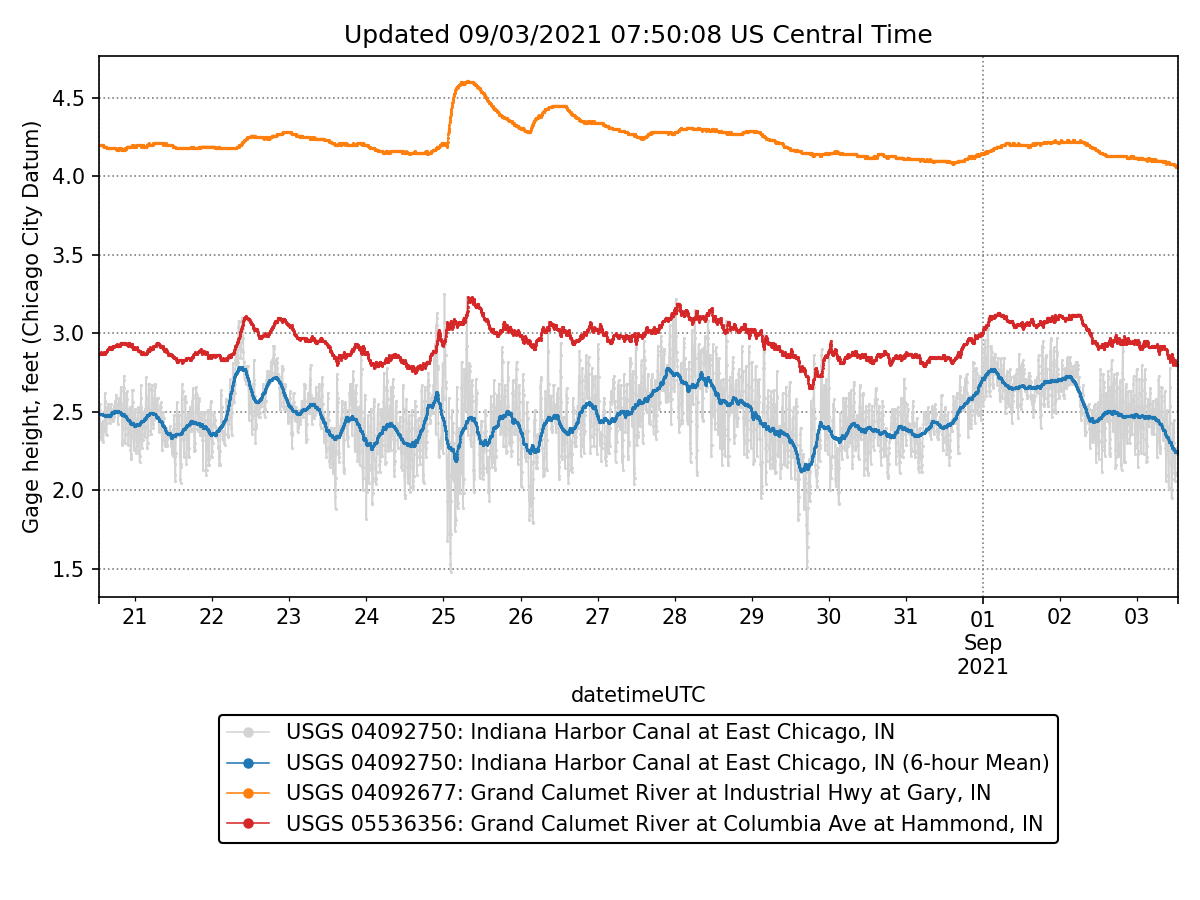 Updated 09/03/2021 07:50:08 US Central Time
Gage height, feet (Chicago City Datum)
4.5
4.0
3.5
3.0
2.5
2.0
1.5
21 22 23 24 25 26 27 28 29 30 31 01 02 03
Sep
2021
datetimeUTC
USGS 04092750: Indiana Harbor Canal at East Chicago, IN
USGS 04092750: Indiana Harbor Canal at East Chicago, IN (6-hour Mean)
USGS 04092677: Grand Calumet River at Industrial Hwy at Gary, IN
USGS 05536356: Grand Calumet River at Columbia Ave at Hammond, IN